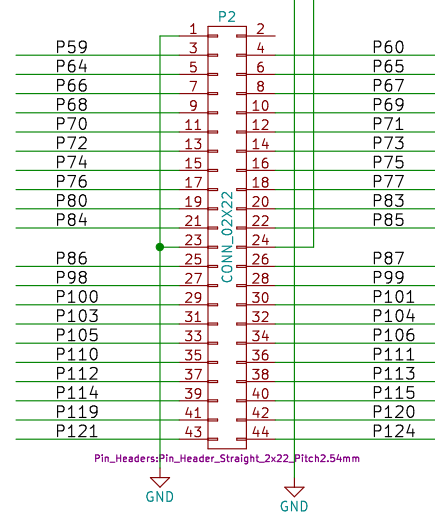 P2
1 2
P59 3 4 P60
P64 5 6 P65
P66 7 8 P67
P68 9 10 P69
P70 11 12 P71
P72 13 14 P73
P74 15 16 P75
P76 17 18 P77
P80 19 20 P83
P84 21 22 P85
23 24
CONN_02X22
P86 25 26 P87
P98 27 28 P99
P100 29 30 P101
P103 31 32 P104
P105 33 34 P106
P110 35 36 P111
P112 37 38 P113
P114 39 40 P115
P119 41 42 P120
P121 43 44 P124
Pin_Headers:Pin_Header_Straight_2x22_Pitch2.54mm
GND GND